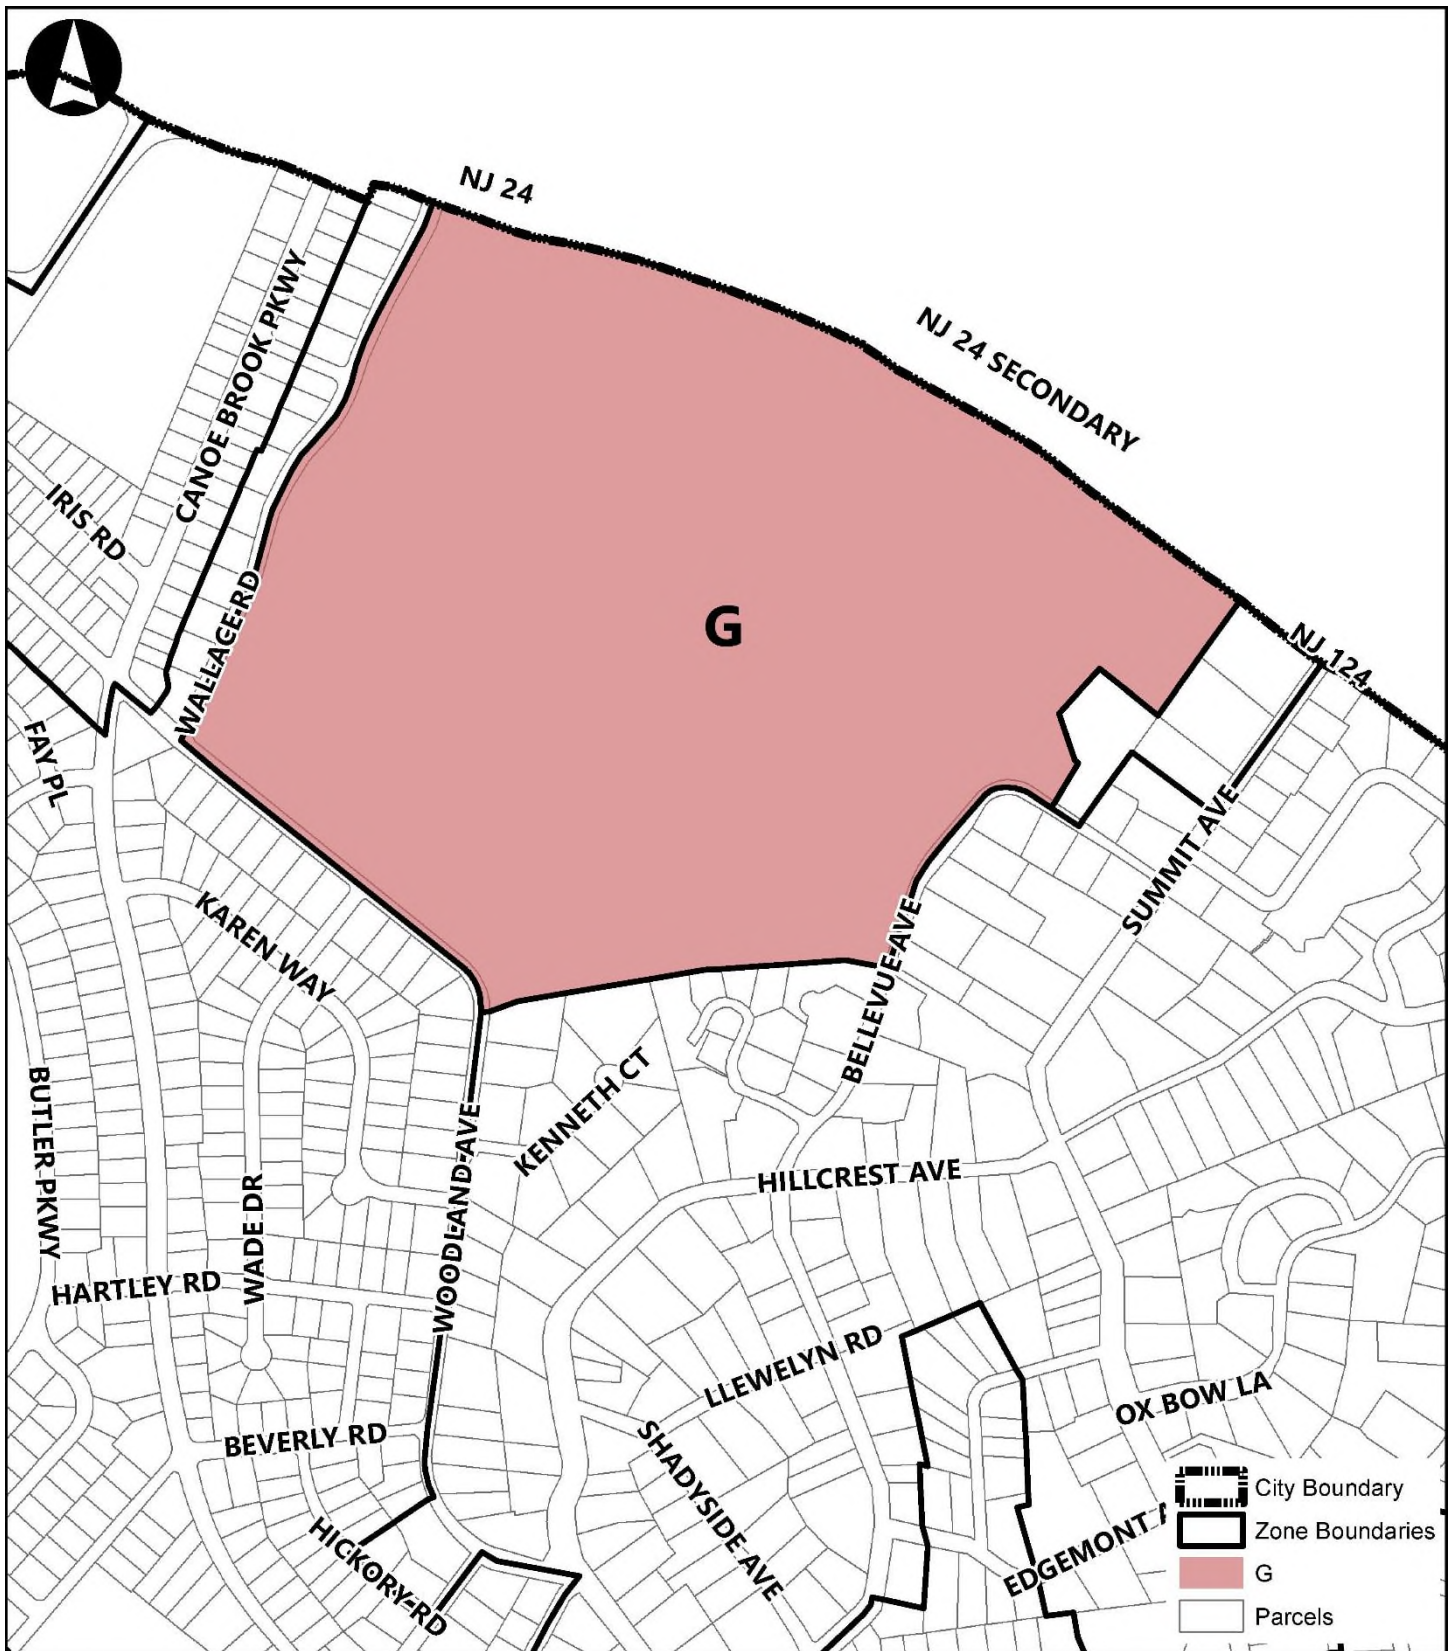 NJ 24
NJ 24 SECONDARY
CANOE BROOK PKWY
IRIS RD
WALLACE RD
G
NJ 124
FAY PL
SUMMIT AVE
KAREN WAY
BELLEVUE AVE
BUTLER PKWY
KENNETH CT
WOODLAND AVE
WADE DR
HILLCREST AVE
HARTLEY RD
LLEWELYN RD
OX BOW LA
BEVERLY RD
SHADYSIDE AVE
HICKORY RD
EDGEMONT A
City Boundary
Zone Boundaries
G
Parcels